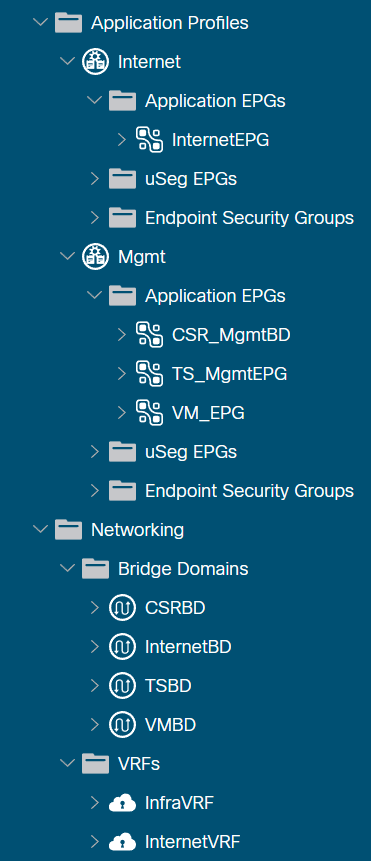 Application Profiles
Internet
Application EPGs
InternetEPG
uSeg EPGs
Endpoint Security Groups
Mgmt
Application EPGs
CSR_MgmtBD
TS_MgmtEPG
VM_EPG
uSeg EPGs
Endpoint Security Groups
Networking
Bridge Domains
CSRBD
InternetBD
TSBD
VMBD
VRFs
InfraVRF
InternetVRF